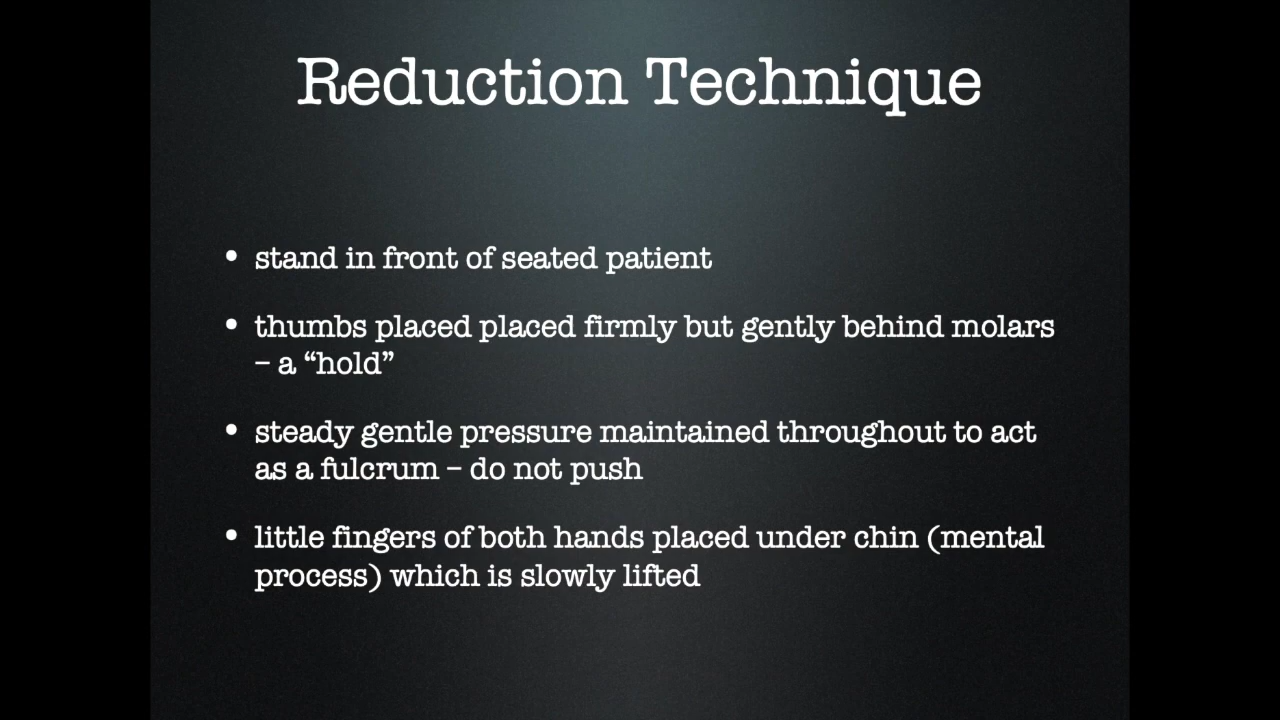 Reduction Technique
• stand in front of seated patient
• thumbs placed placed firmly but gently behind molars
– a “hold”
• steady gentle pressure maintained throughout to act
as a fulcrum – do not push
• little fingers of both hands placed under chin (mental
process) which is slowly lifted